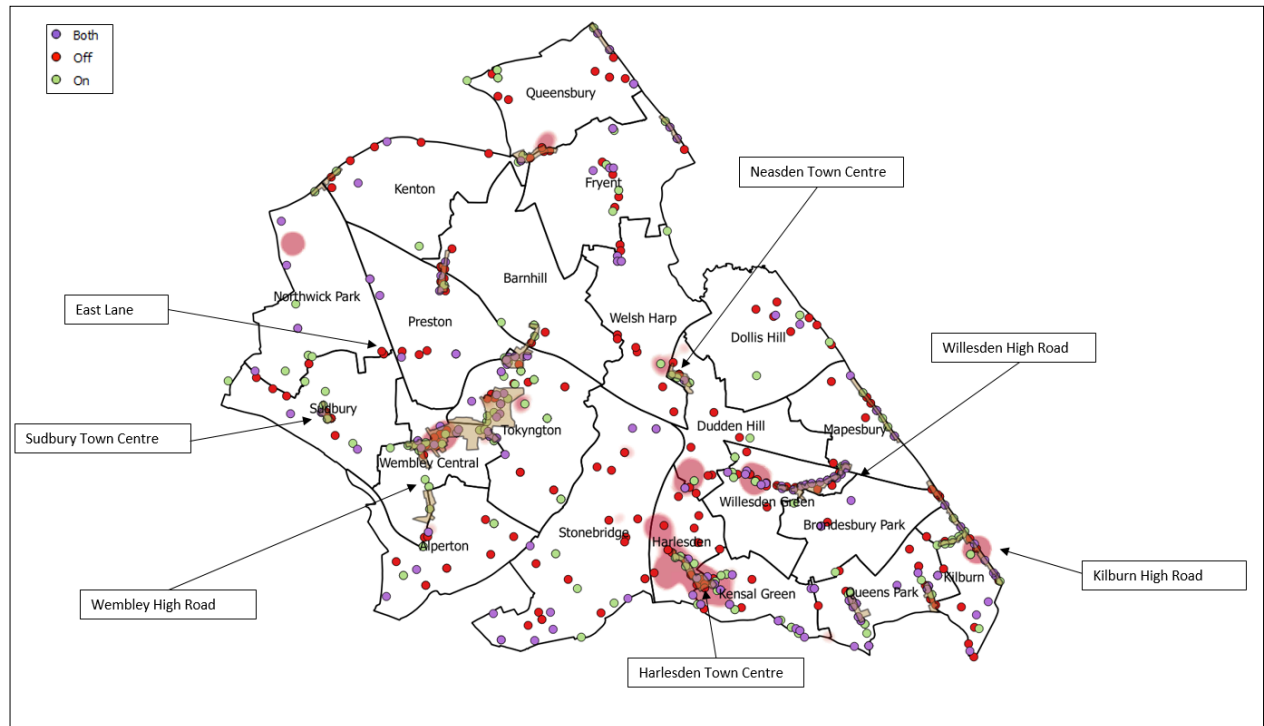 Both
Off
On
Queensbury
Neasden Town Centre
Kenton
Fryent
Barnhill
Northwick Park
East Lane
Preston
Welsh Harp
Dollis Hill
Willesden High Road
Sudbury
Sudbury Town Centre
Tokyngton
Dudden Hill
Mapesbury
Wembley Central
Willesden Green
Brondesbury Park
Stonebridge
Alperton
Harlesden
Kilburn
Kilburn High Road
Wembley High Road
Kensal Green
Queens Park
Harlesden Town Centre